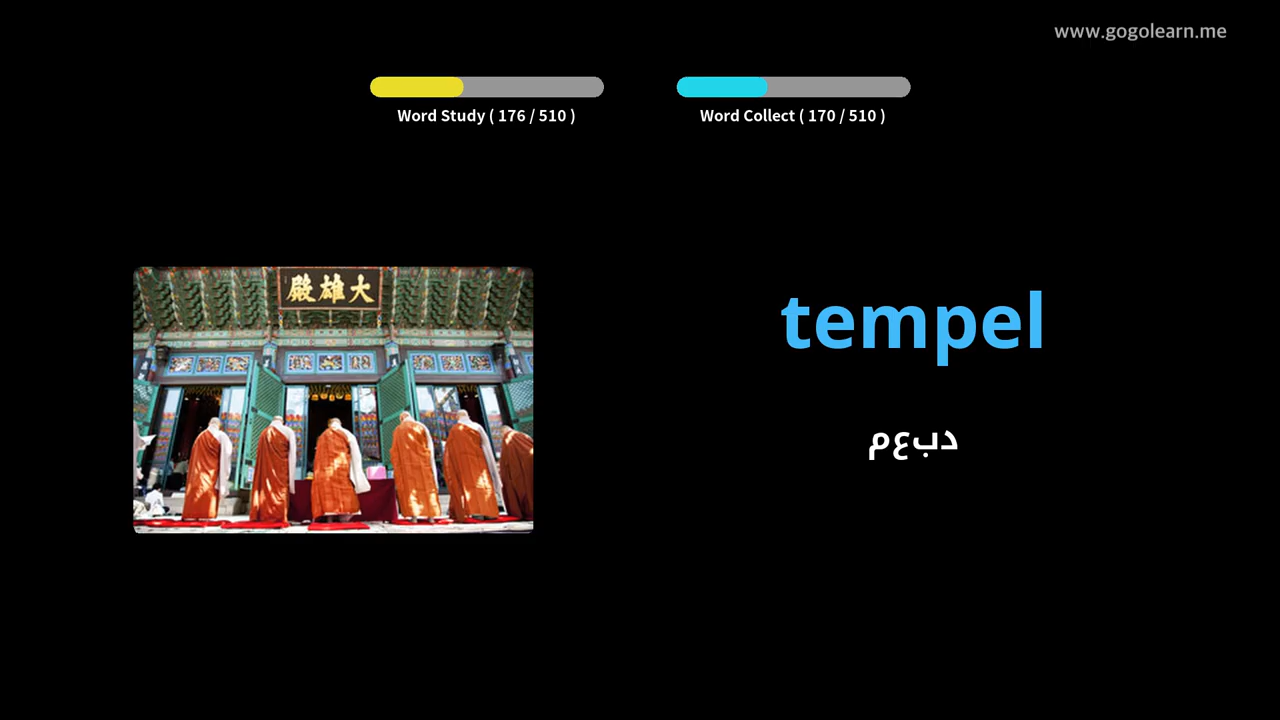 www.gogolearn.me
Word Study ( 176 / 510 )
Word Collect ( 170 / 510 )
大雄殿
tempel
دبعم